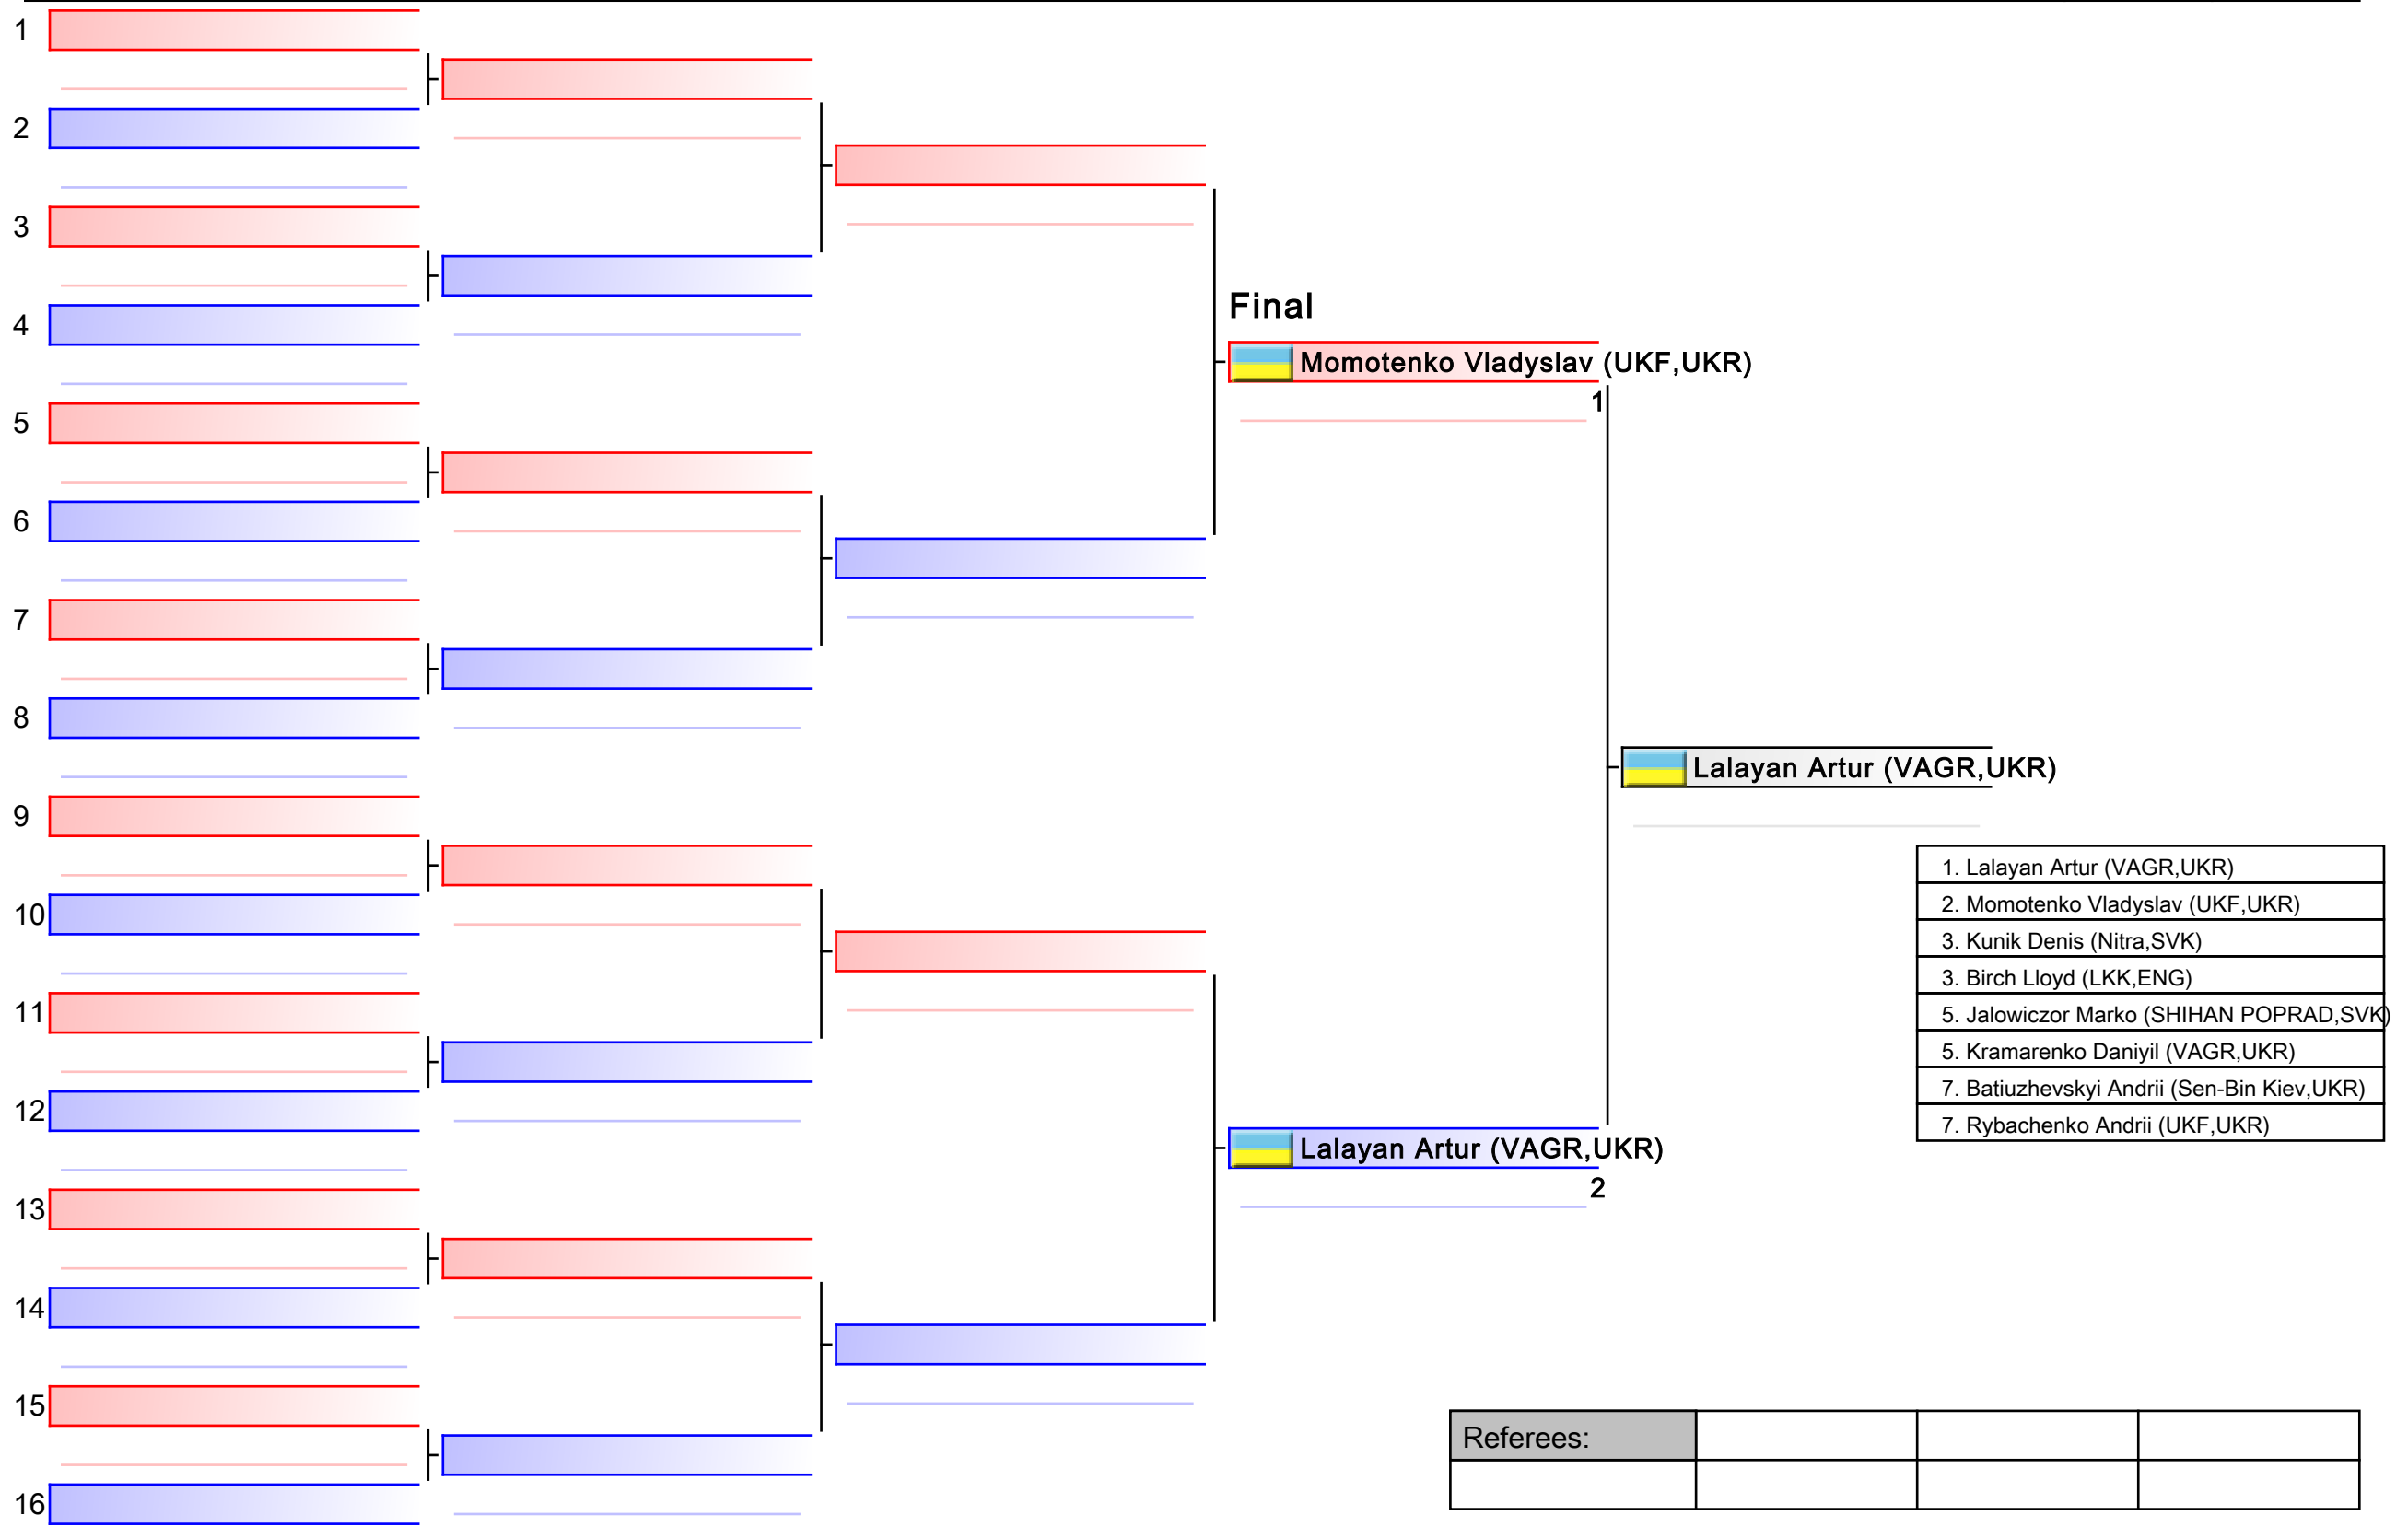 1
2
3
4
Final
Momotenko Vladyslav (UKF,UKR)
1
5
6
7
8
Lalayan Artur (VAGR,UKR)
9
1. Lalayan Artur (VAGR,UKR)
2. Momotenko Vladyslav (UKF,UKR)
3. Kunik Denis (Nitra,SVK)
3. Birch Lloyd (LKK,ENG)
5. Jalowiczor Marko (SHIHAN POPRAD,SVK)
5. Kramarenko Daniyil (VAGR,UKR)
7. Batiuzhevskyi Andrii (Sen-Bin Kiev,UKR)
7. Rybachenko Andrii (UKF,UKR)
10
11
12
Lalayan Artur (VAGR,UKR)
2
13
14
15
16
Referees: